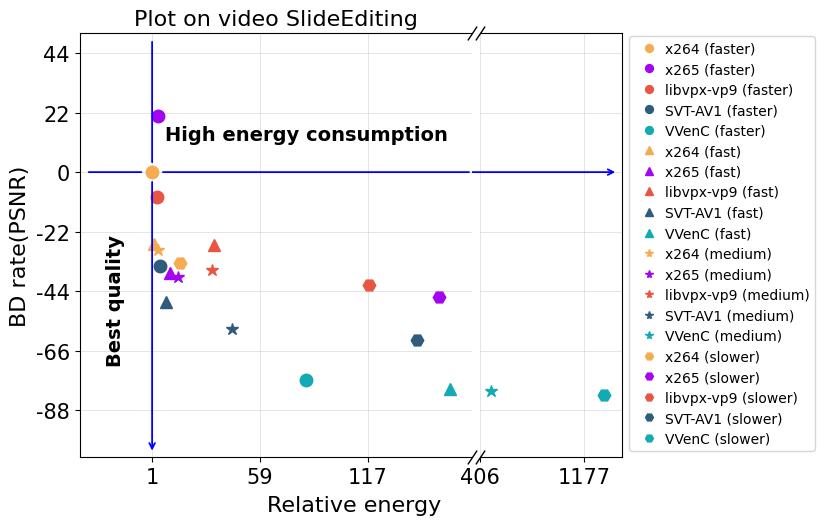 Plot on video SlideEditing
44
22
0
-22
-44
-66
-88
BD rate(PSNR)
High energy consumption
Best quality
1
59
117
406
1177
Relative energy
x264 (faster)
x265 (faster)
libvpx-vp9 (faster)
SVT-AV1 (faster)
VVenC (faster)
x264 (fast)
x265 (fast)
libvpx-vp9 (fast)
SVT-AV1 (fast)
VVenC (fast)
x264 (medium)
x265 (medium)
libvpx-vp9 (medium)
SVT-AV1 (medium)
VVenC (medium)
x264 (slower)
x265 (slower)
libvpx-vp9 (slower)
SVT-AV1 (slower)
VVenC (slower)